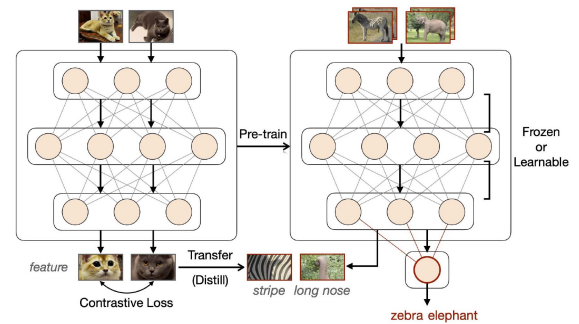 Pre-train
Frozen
or
Learnable
feature
Transfer
(Distill)
stripe
long nose
Contrastive Loss
zebra elephant